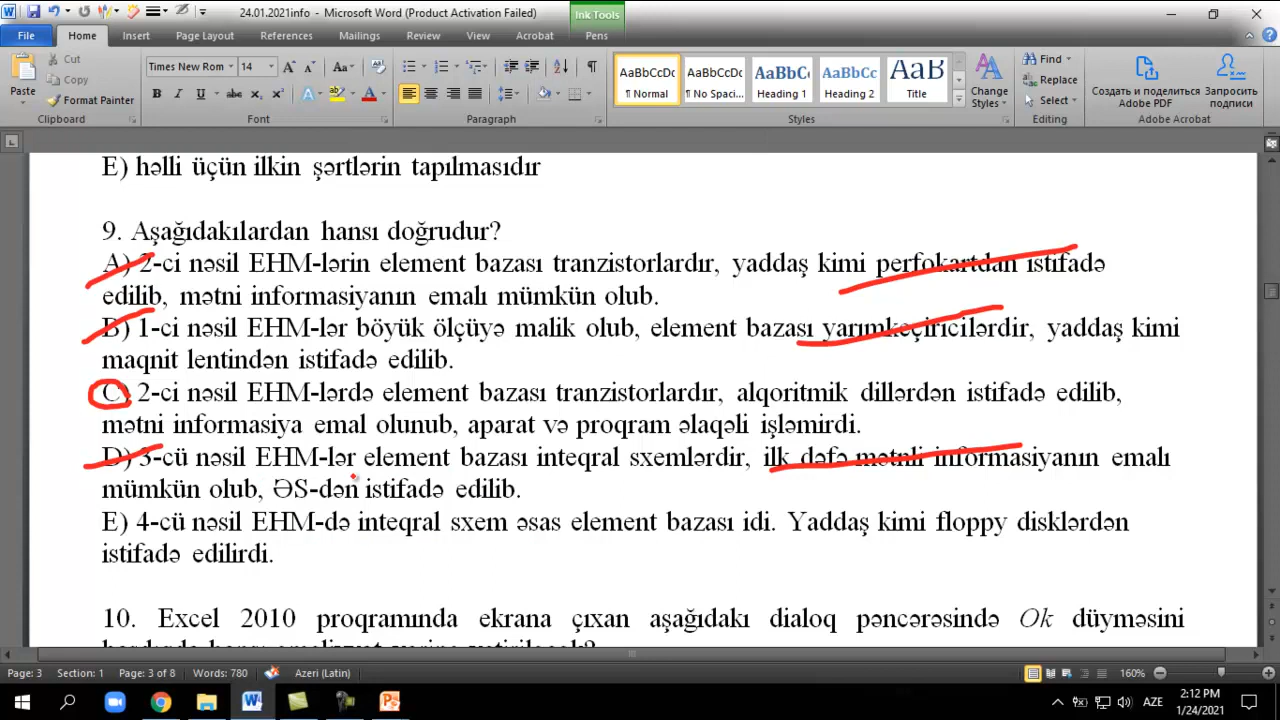 24.01.2021info - Microsoft Word (Product Activation Failed)
Ink Tools
File Home Insert Page Layout References Mailings Review View Acrobat Pens
Paste
Cut
Copy
Format Painter
Clipboard
Times New Rom 14
Font
Paragraph
AaBbCcDc AaBbCcDc AaBbC AaBbCc AaB
¶ Normal ¶ No Spaci... Heading 1 Heading 2 Title
Change Styles
Styles
Find
Replace
Select
Editing
Создать и поделиться Adobe PDF
Запросить подписи
Adobe Acrobat
E) həlli üçün ilkin şərtlərin tapılmasıdır
9. Aşağıdakılardan hansı doğrudur?
A) 2-ci nəsil EHM-lərin element bazası tranzistorlardır, yaddaş kimi perfokartdan istifadə
edilib, mətni informasiyanın emalı mümkün olub.
B) 1-ci nəsil EHM-lər böyük ölçüyə malik olub, element bazası yarımkeçiricilərdir, yaddaş kimi
maqnit lentindən istifadə edilib.
C) 2-ci nəsil EHM-lərdə element bazası tranzistorlardır, alqoritmik dillərdən istifadə edilib,
mətni informasiya emal olunub, aparat və proqram əlaqəli işləmirdi.
D) 3-cü nəsil EHM-lər element bazası inteqral sxemlərdir, ilk dəfə mətnli informasiyanın emalı
mümkün olub, ƏS-dən istifadə edilib.
E) 4-cü nəsil EHM-də inteqral sxem əsas element bazası idi. Yaddaş kimi floppy disklərdən
istifadə edilirdi.
10. Excel 2010 proqramında ekrana çıxan aşağıdakı dialoq pəncərəsində Ok düyməsini
Page: 3 Section: 1 Page: 3 of 8 Words: 780 Azeri (Latin) 160%
AZE
2:12 PM
1/24/2021